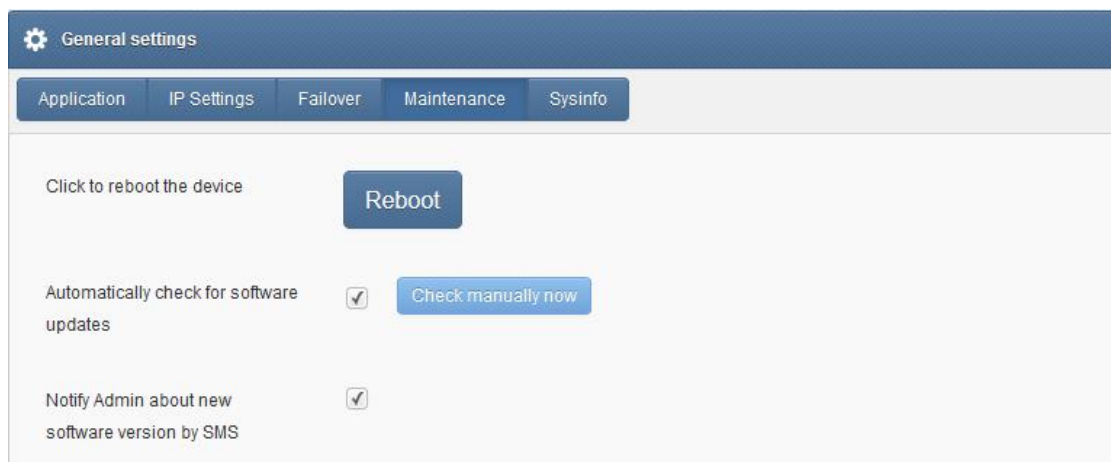 General settings
Application IP Settings Failover Maintenance Sysinfo
Click to reboot the device Reboot
Automatically check for software Check manually now
updates
Notify Admin about new
software version by SMS